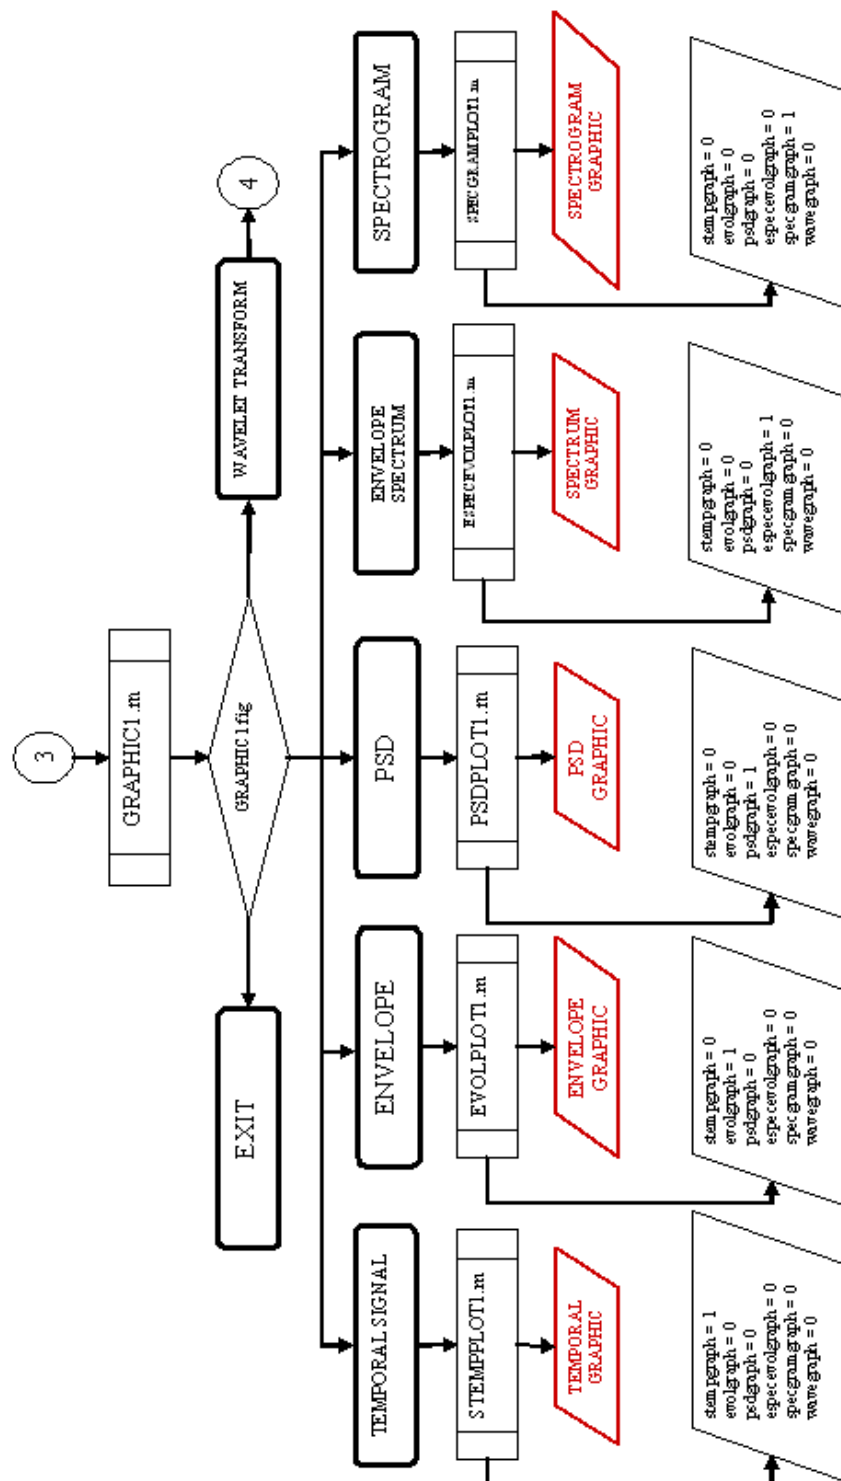 3
GRAPHIC1.m
GRAPHIC1fig
EXIT
WAVELET TRANSFORM
4
TEMPORAL SIGNAL
ENVELOPE
PSD
ENVELOPE
SPECTRUM
SPECTROGRAM
STEMPPLOT1.m
EVOLPLOT1.m
PSDPLOT1.m
ESPECEVOLPLOT1.m
SPECGRAMPLOT1.m
TEMPORAL
GRAPHIC
ENVELOPE
GRAPHIC
PSD
GRAPHIC
SPECTRUM
GRAPHIC
SPECTROGRAM
GRAPHIC
stempgraph = 1
evolgraph = 0
psdgraph = 0
especevolgraph = 0
specgramgraph = 0
wavegraph = 0
stempgraph = 0
evolgraph = 1
psdgraph = 0
especevolgraph = 0
specgramgraph = 0
wavegraph = 0
stempgraph = 0
evolgraph = 0
psdgraph = 1
especevolgraph = 0
specgramgraph = 0
wavegraph = 0
stempgraph = 0
evolgraph = 0
psdgraph = 0
especevolgraph = 1
specgramgraph = 0
wavegraph = 0
stempgraph = 0
evolgraph = 0
psdgraph = 0
especevolgraph = 0
specgramgraph = 1
wavegraph = 0